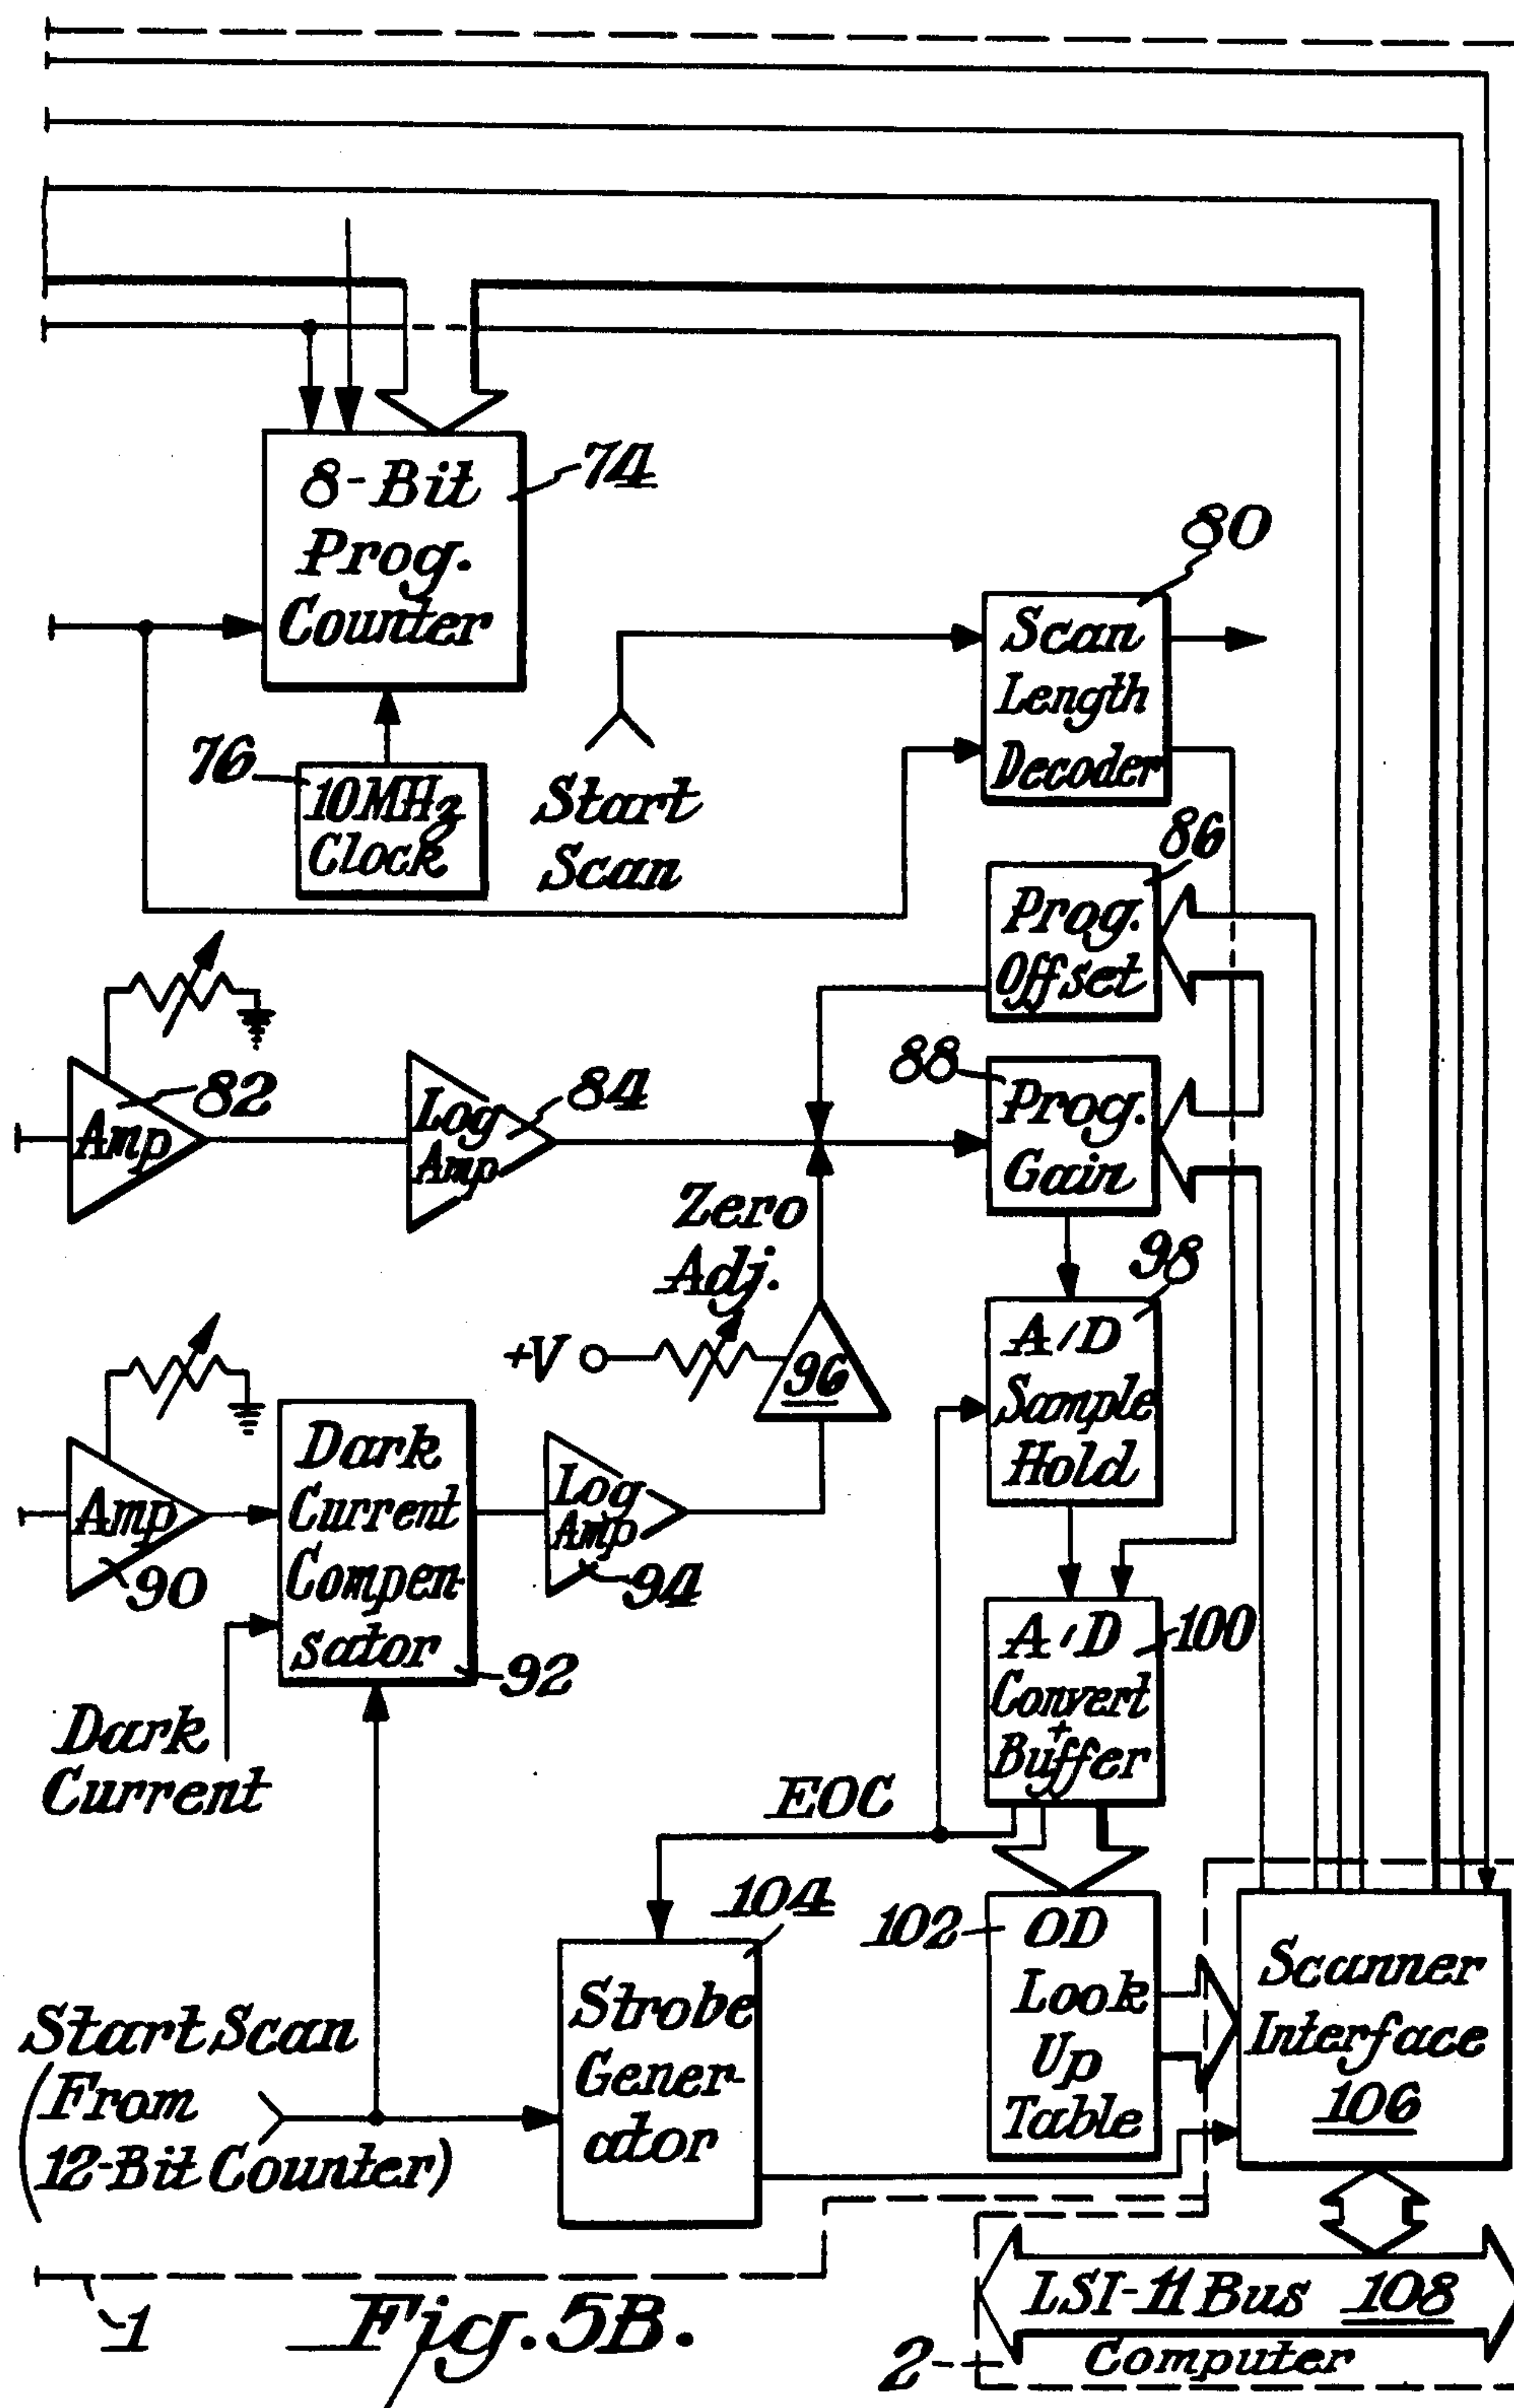 8-Bit
Prog.
Counter
74
80
Scan
Length
Decoder
76
10MHz
Clock
Start
Scan
86
Prog.
Offset
82
Amp
84
Log
Amp
88
Prog.
Gain
Zero
Adj.
98
+V
96
A/D
Sample
Hold
Dark
Current
Compen-
sator
92
Amp
90
Log
Amp
94
A/D
Convert
+
Buffer
100
Dark
Current
EOC
104
102
OD
Look
Up
Table
Scanner
Interface
106
Strobe
Gener-
ator
Start Scan
(From
12-Bit Counter)
1
Fig. 5B.
LSI-11 Bus 108
2
Computer